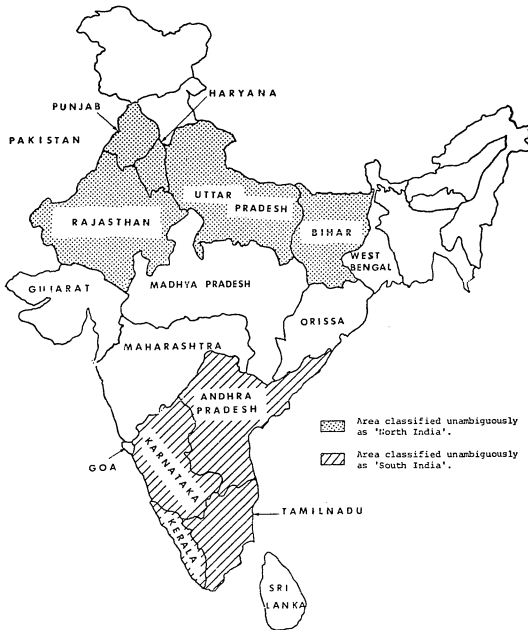 HARYANA
PUNJAB
PAKISTAN
UTTAR
PRADESH
RAJASTHAN
BIHAR
WEST
BENGAL
GUJARAT
MADHYA PRADESH
ORISSA
MAHARASHTRA
ANDHRA
PRADESH
Area classified unambiguously
as 'North India'.
KARNATAKA
Area classified unambiguously
as 'South India'.
GOA
TAMILNADU
KERALA
SRI
LANKA